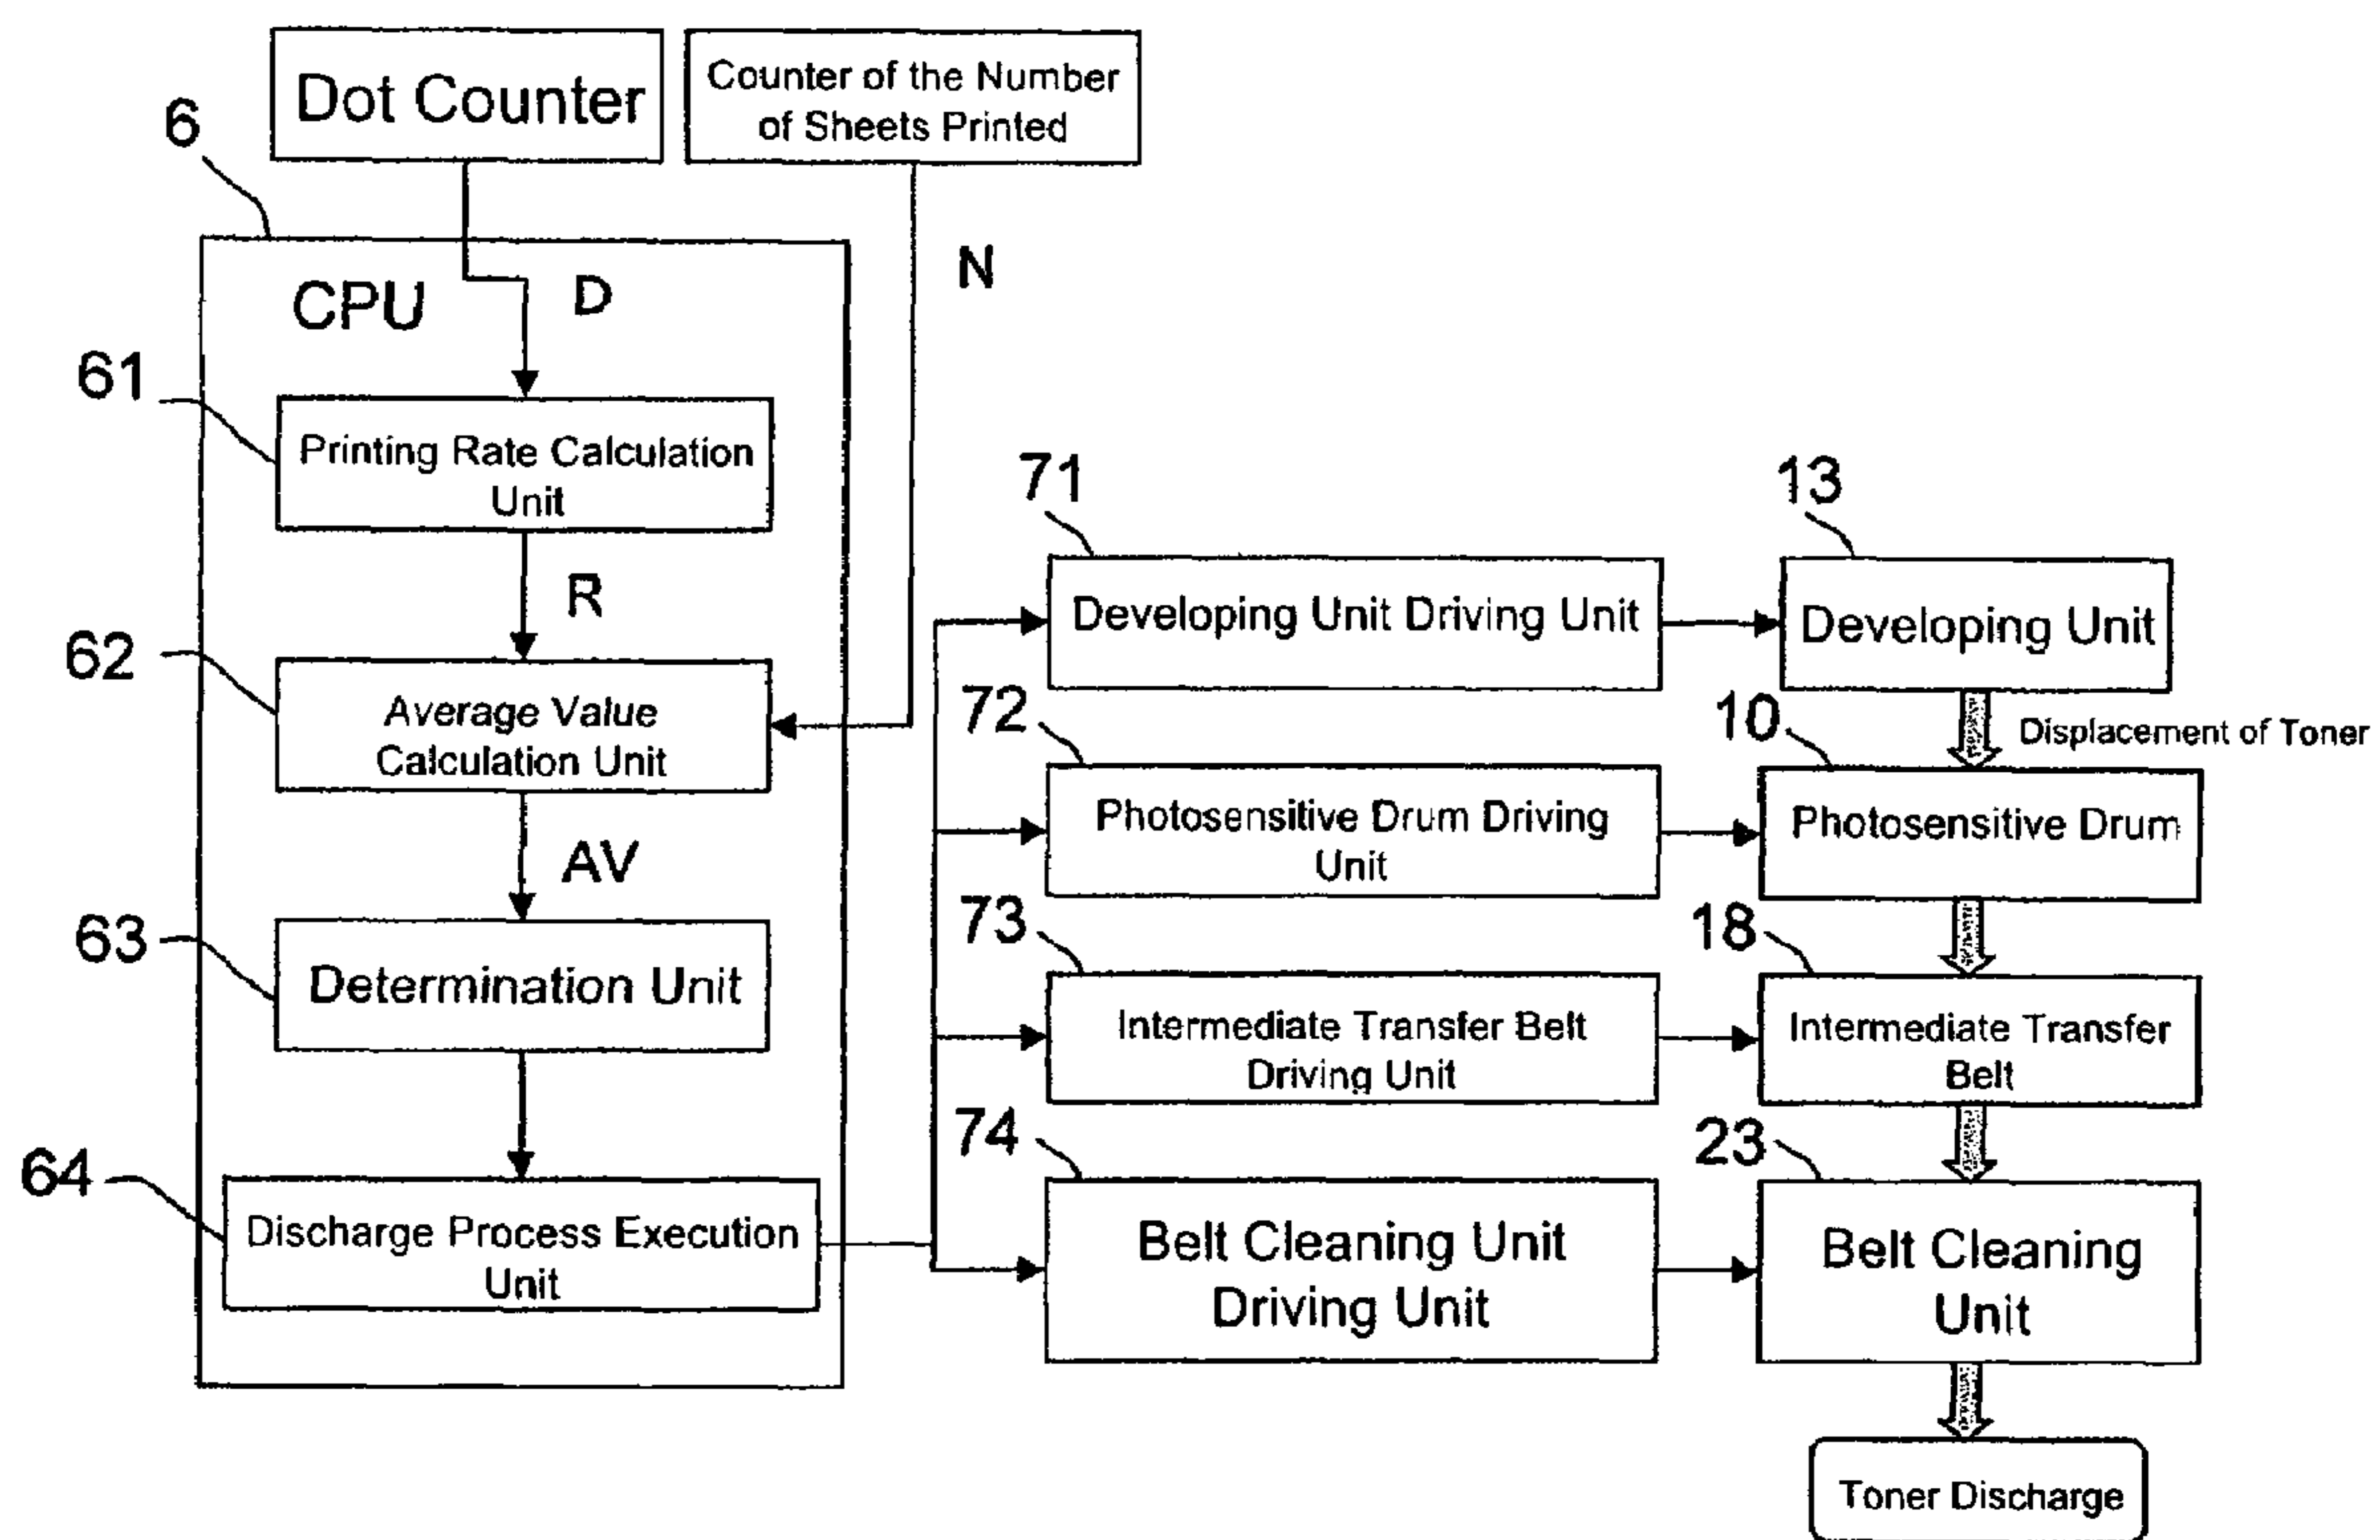 Dot Counter
Counter of the Number
of Sheets Printed
6
CPU
D
N
61
Printing Rate Calculation
Unit
R
62
Average Value
Calculation Unit
AV
63
Determination Unit
64
Discharge Process Execution
Unit
71
Developing Unit Driving Unit
13
Developing Unit
Displacement of Toner
72
Photosensitive Drum Driving
Unit
10
Photosensitive Drum
73
Intermediate Transfer Belt
Driving Unit
18
Intermediate Transfer
Belt
74
Belt Cleaning Unit
Driving Unit
23
Belt Cleaning
Unit
Toner Discharge